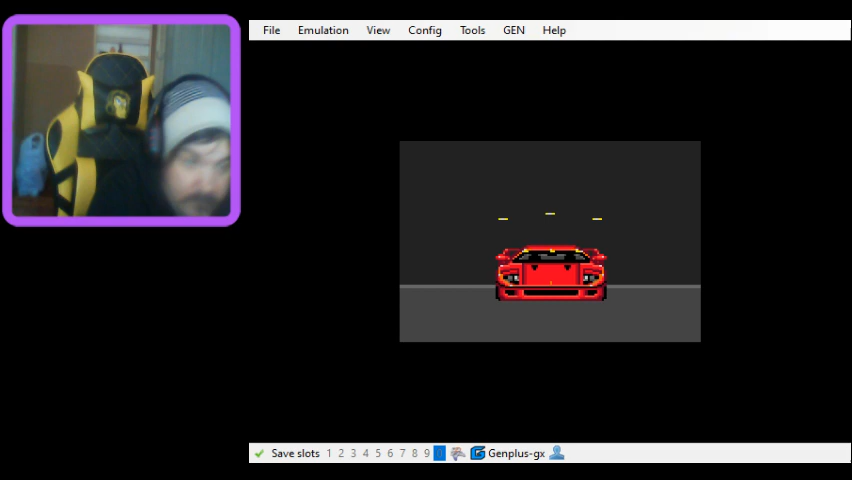 File Emulation View Config Tools GEN Help
Save slots 1 2 3 4 5 6 7 8 9 0 Genplus-gx